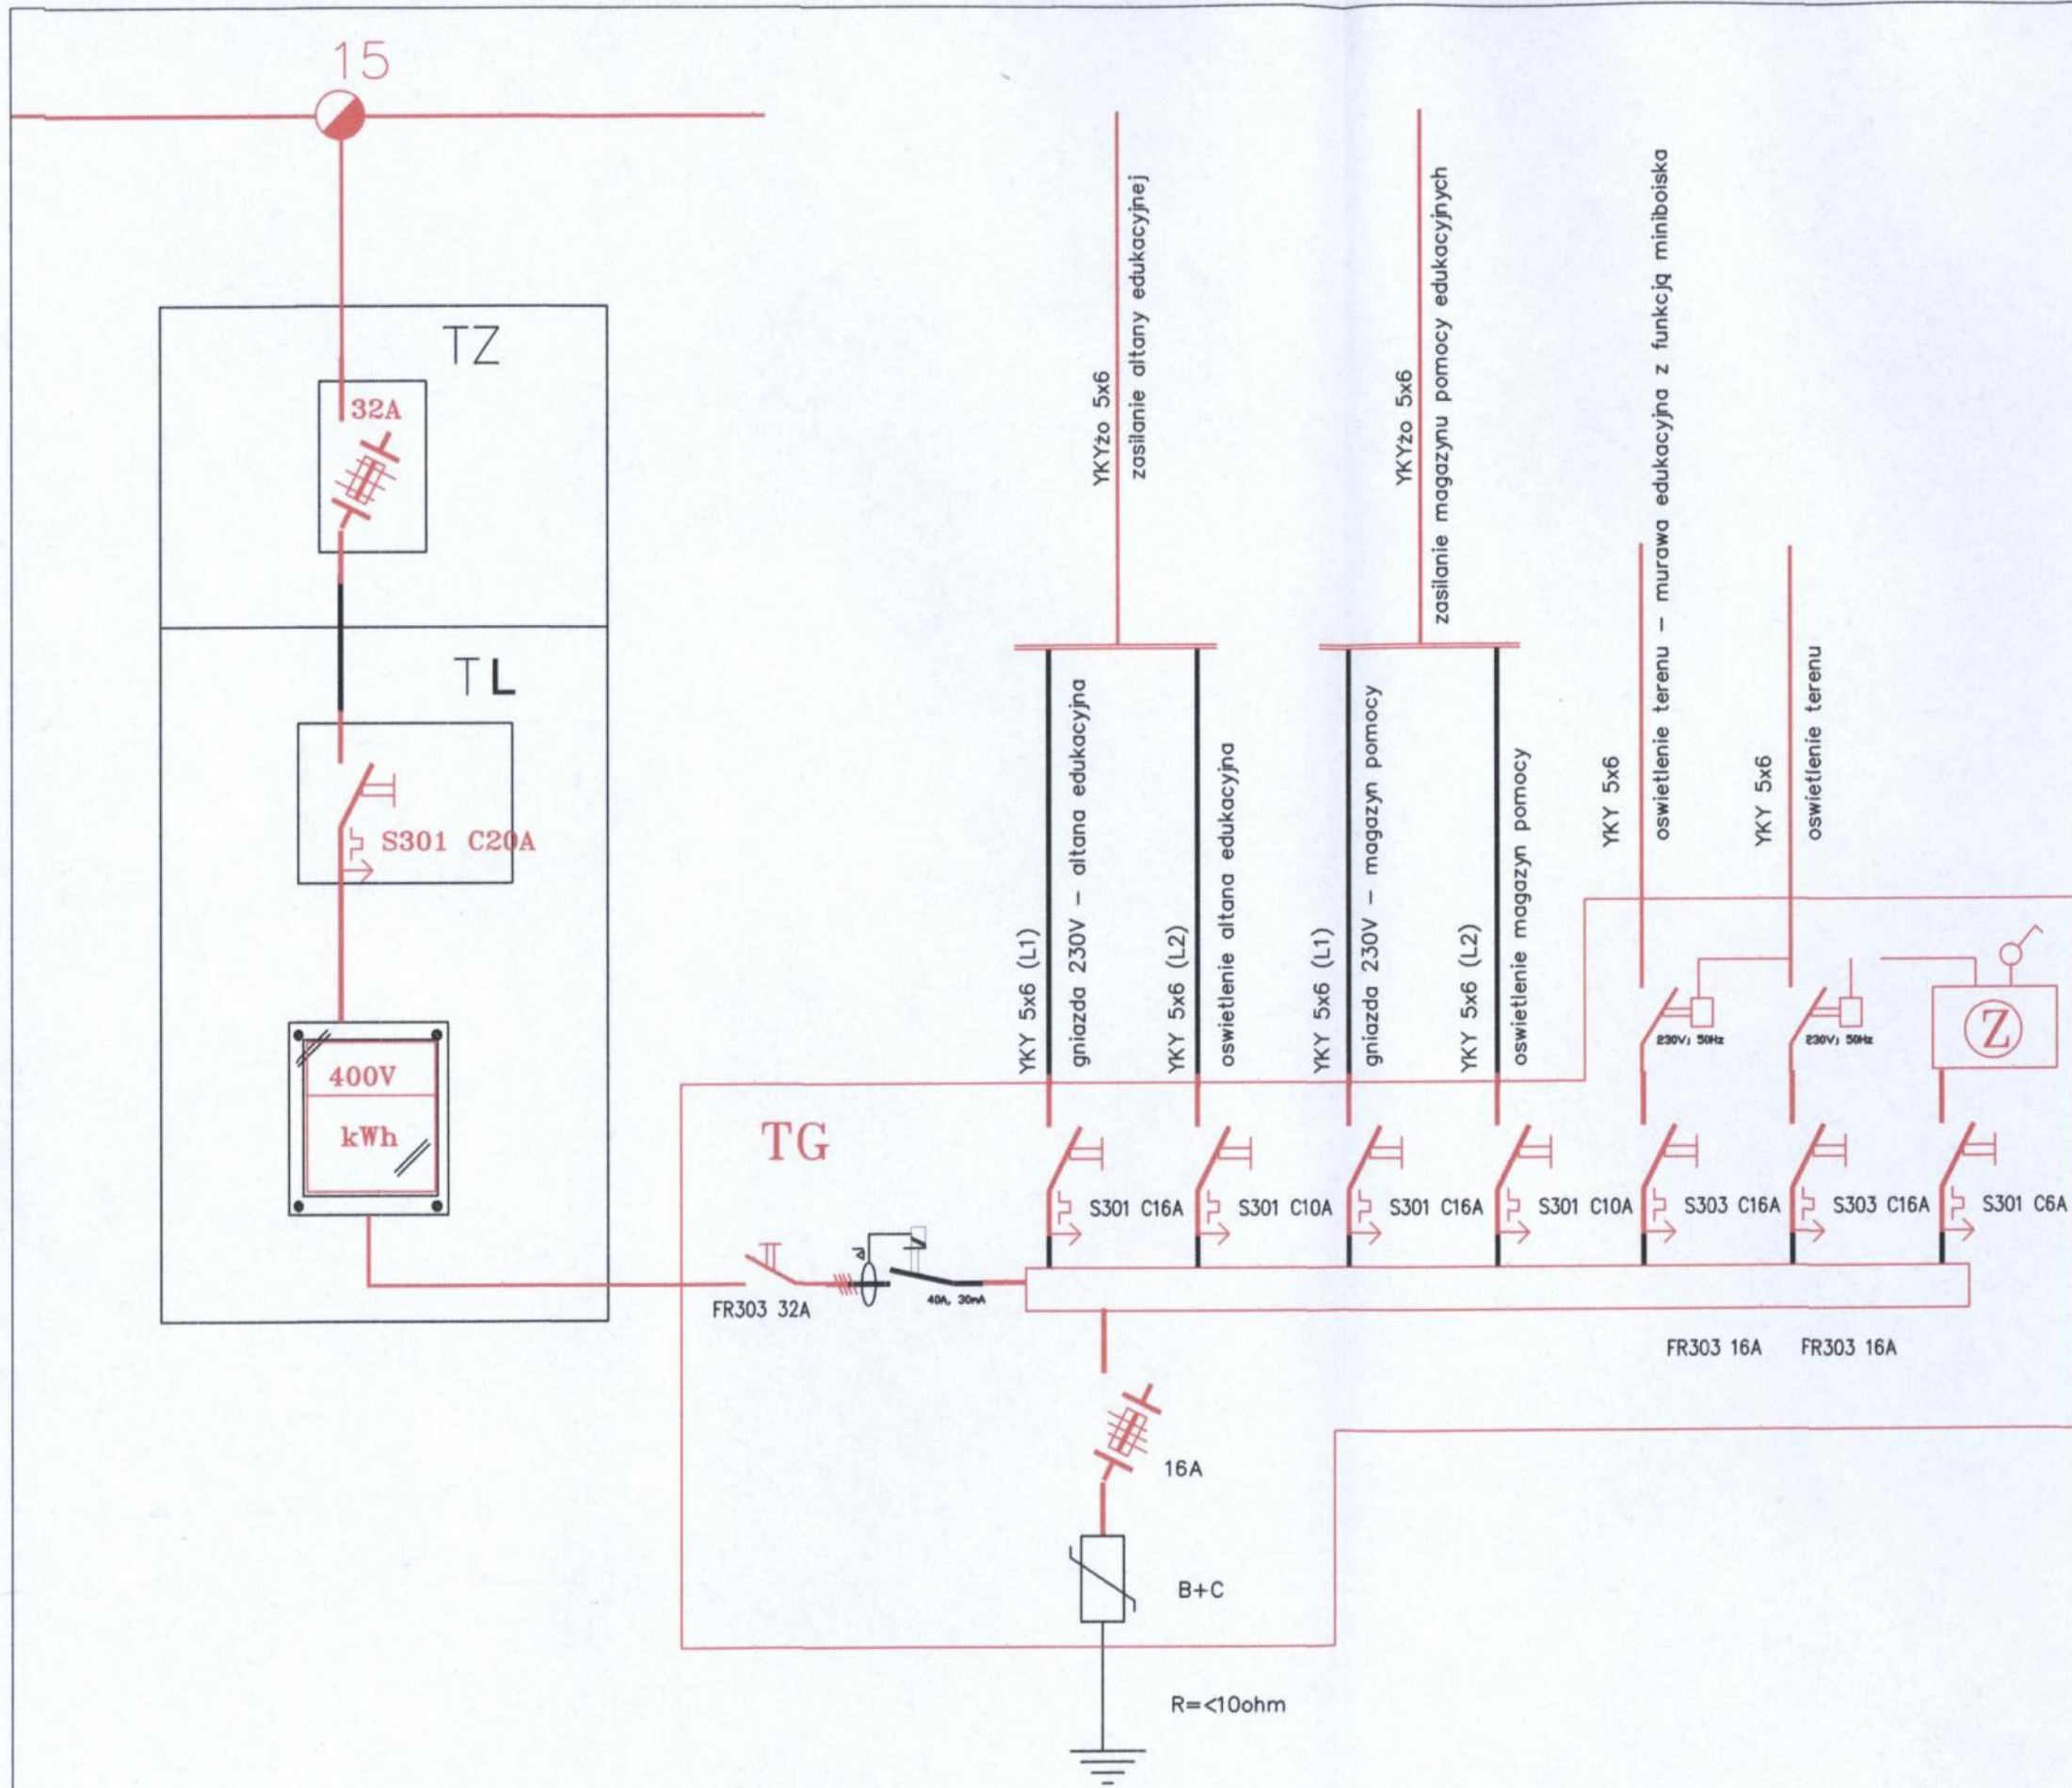 15
TZ
32A
TL
S301 C20A
400V
kWh
YKYżo 5x6
zasilanie altany edukacyjnej
YKYżo 5x6
zasilanie magazynu pomocy edukacyjnych
YKY 5x6
oswietlenie terenu – murawa edukacyjna z funkcją miniboiska
YKY 5x6
oswietlenie terenu
YKY 5x6 (L1)
gniazda 230V – altana edukacyjna
YKY 5x6 (L2)
oswietlenie altana edukacyjna
YKY 5x6 (L1)
gniazda 230V – magazyn pomocy
YKY 5x6 (L2)
oswietlenie magazyn pomocy
230V; 50Hz
230V; 50Hz
Z
TG
S301 C16A
S301 C10A
S301 C16A
S301 C10A
S303 C16A
S303 C16A
S301 C6A
FR303 32A
40A, 30mA
FR303 16A
FR303 16A
16A
B+C
R=<10ohm